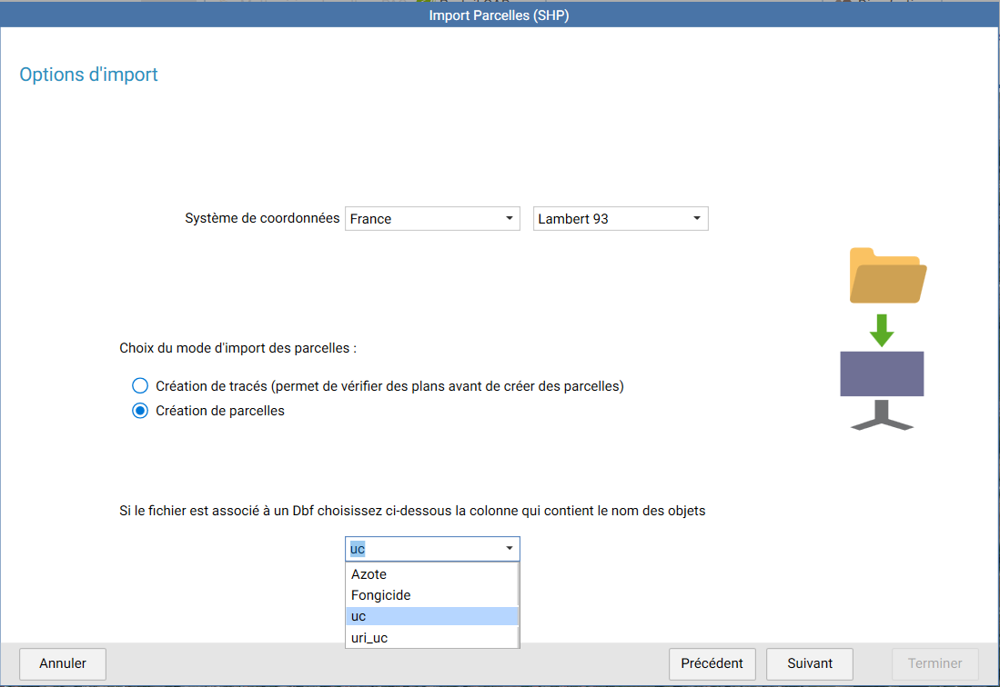 Import Parcelles (SHP)
Options d'import
Système de coordonnées France Lambert 93
Choix du mode d'import des parcelles :
Création de tracés (permet de vérifier des plans avant de créer des parcelles)
Création de parcelles
Si le fichier est associé à un Dbf choisissez ci-dessous la colonne qui contient le nom des objets
uc
Azote
Fongicide
uc
uri_uc
Annuler Précédent Suivant Terminer